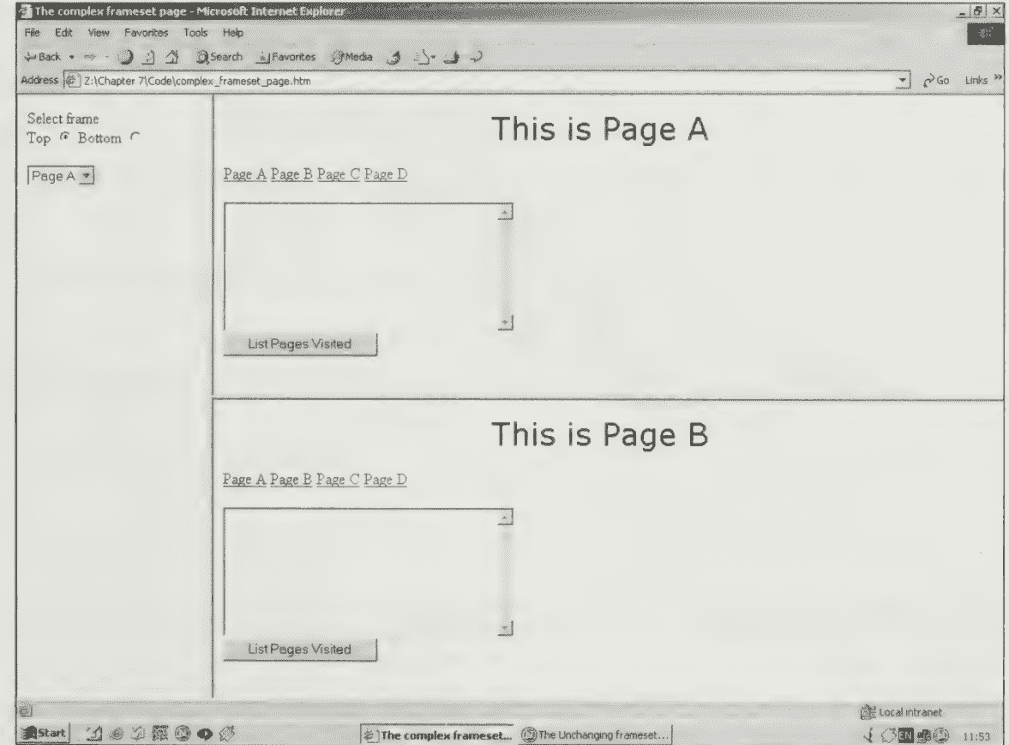 The complex frameset page - Microsoft Internet Explorer
File Edit View Favorites Tools Help
Back Search Favorites Media
Address Z:\Chapter 7\Code\complex_frameset_page.htm Go Links »
Select frame
Top Bottom
Page A
This is Page A
Page A Page B Page C Page D
List Pages Visited
This is Page B
Page A Page B Page C Page D
List Pages Visited
Local intranet
Start The complex frameset... The Unchanging frameset... EN 11:53